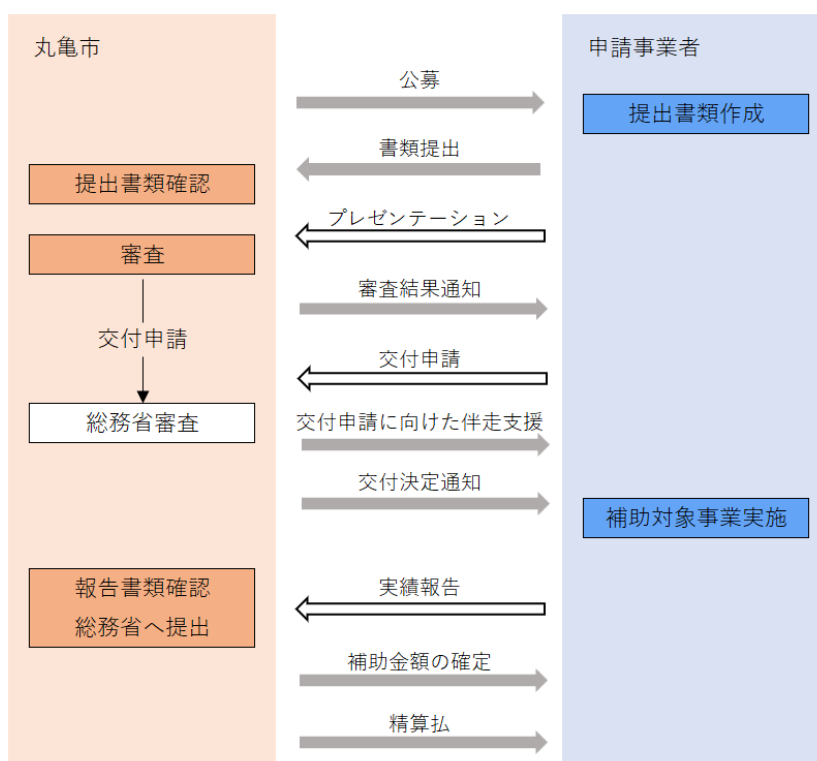 丸亀市
申請事業者
公募
提出書類作成
書類提出
提出書類確認
プレゼンテーション
審査
審査結果通知
交付申請
交付申請
総務省審査
交付申請に向けた伴走支援
交付決定通知
補助対象事業実施
報告書類確認
総務省へ提出
実績報告
補助金額の確定
精算払